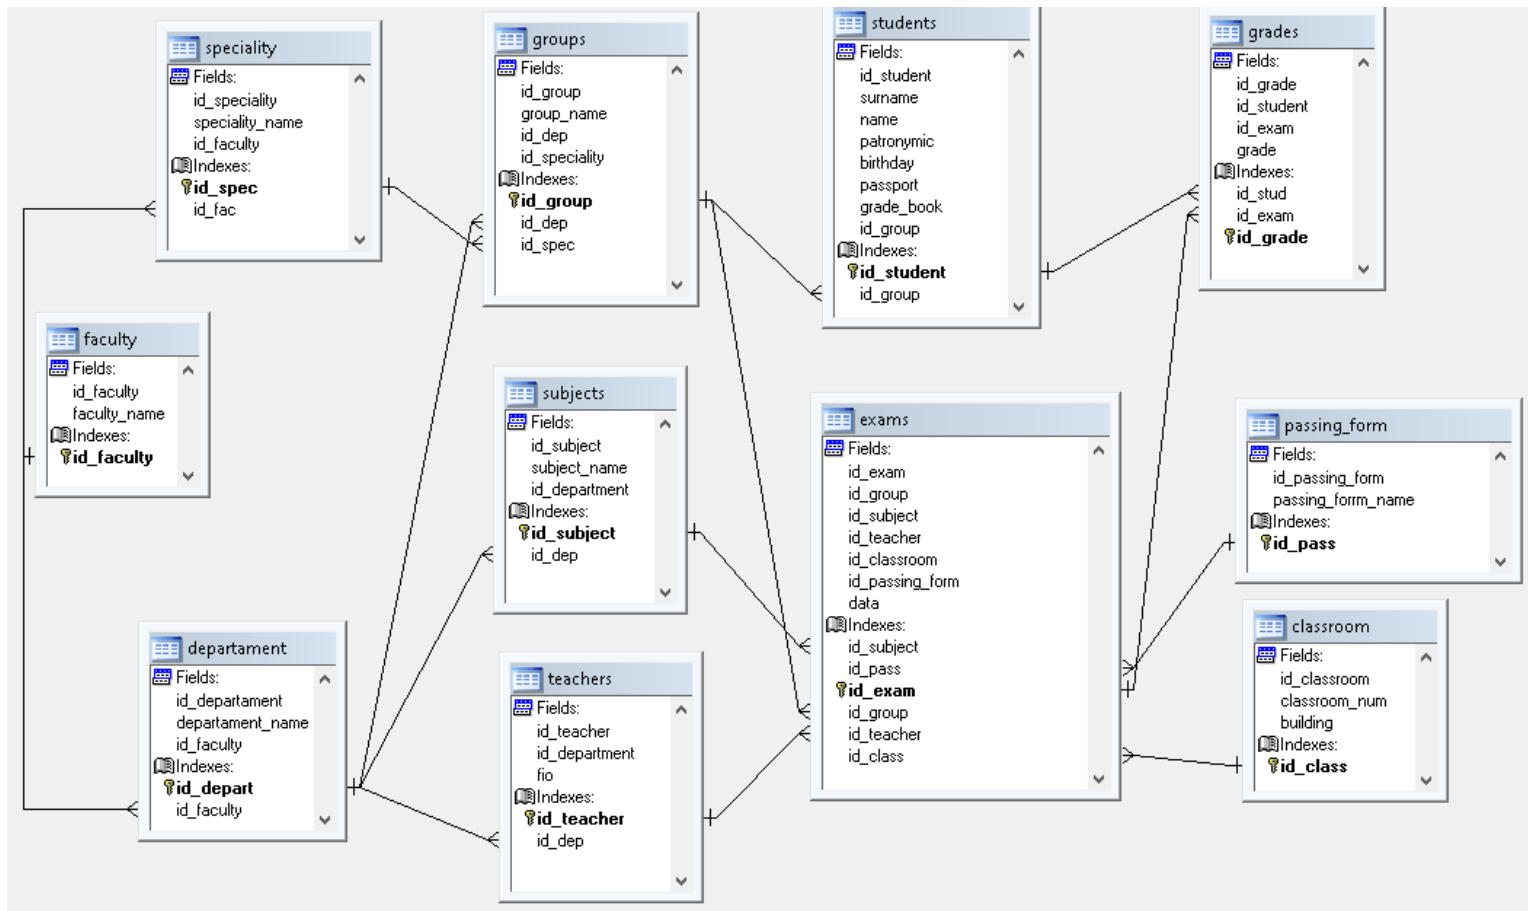 speciality
Fields:
id_speciality
speciality_name
id_faculty
Indexes:
id_spec
id_fac
groups
Fields:
id_group
group_name
id_dep
id_speciality
Indexes:
id_group
id_dep
id_spec
students
Fields:
id_student
surname
name
patronymic
birthday
passport
grade_book
id_group
Indexes:
id_student
id_group
grades
Fields:
id_grade
id_student
id_exam
grade
Indexes:
id_stud
id_exam
id_grade
faculty
Fields:
id_faculty
faculty_name
Indexes:
id_faculty
subjects
Fields:
id_subject
subject_name
id_department
Indexes:
id_subject
id_dep
exams
Fields:
id_exam
id_group
id_subject
id_teacher
id_classroom
id_passing_form
data
Indexes:
id_subject
id_pass
id_exam
id_group
id_teacher
id_class
passing_form
Fields:
id_passing_form
passing_forrm_name
Indexes:
id_pass
departament
Fields:
id_departament
departament_name
id_faculty
Indexes:
id_depart
id_faculty
teachers
Fields:
id_teacher
id_department
fio
Indexes:
id_teacher
id_dep
classroom
Fields:
id_classroom
classroom_num
building
Indexes:
id_class